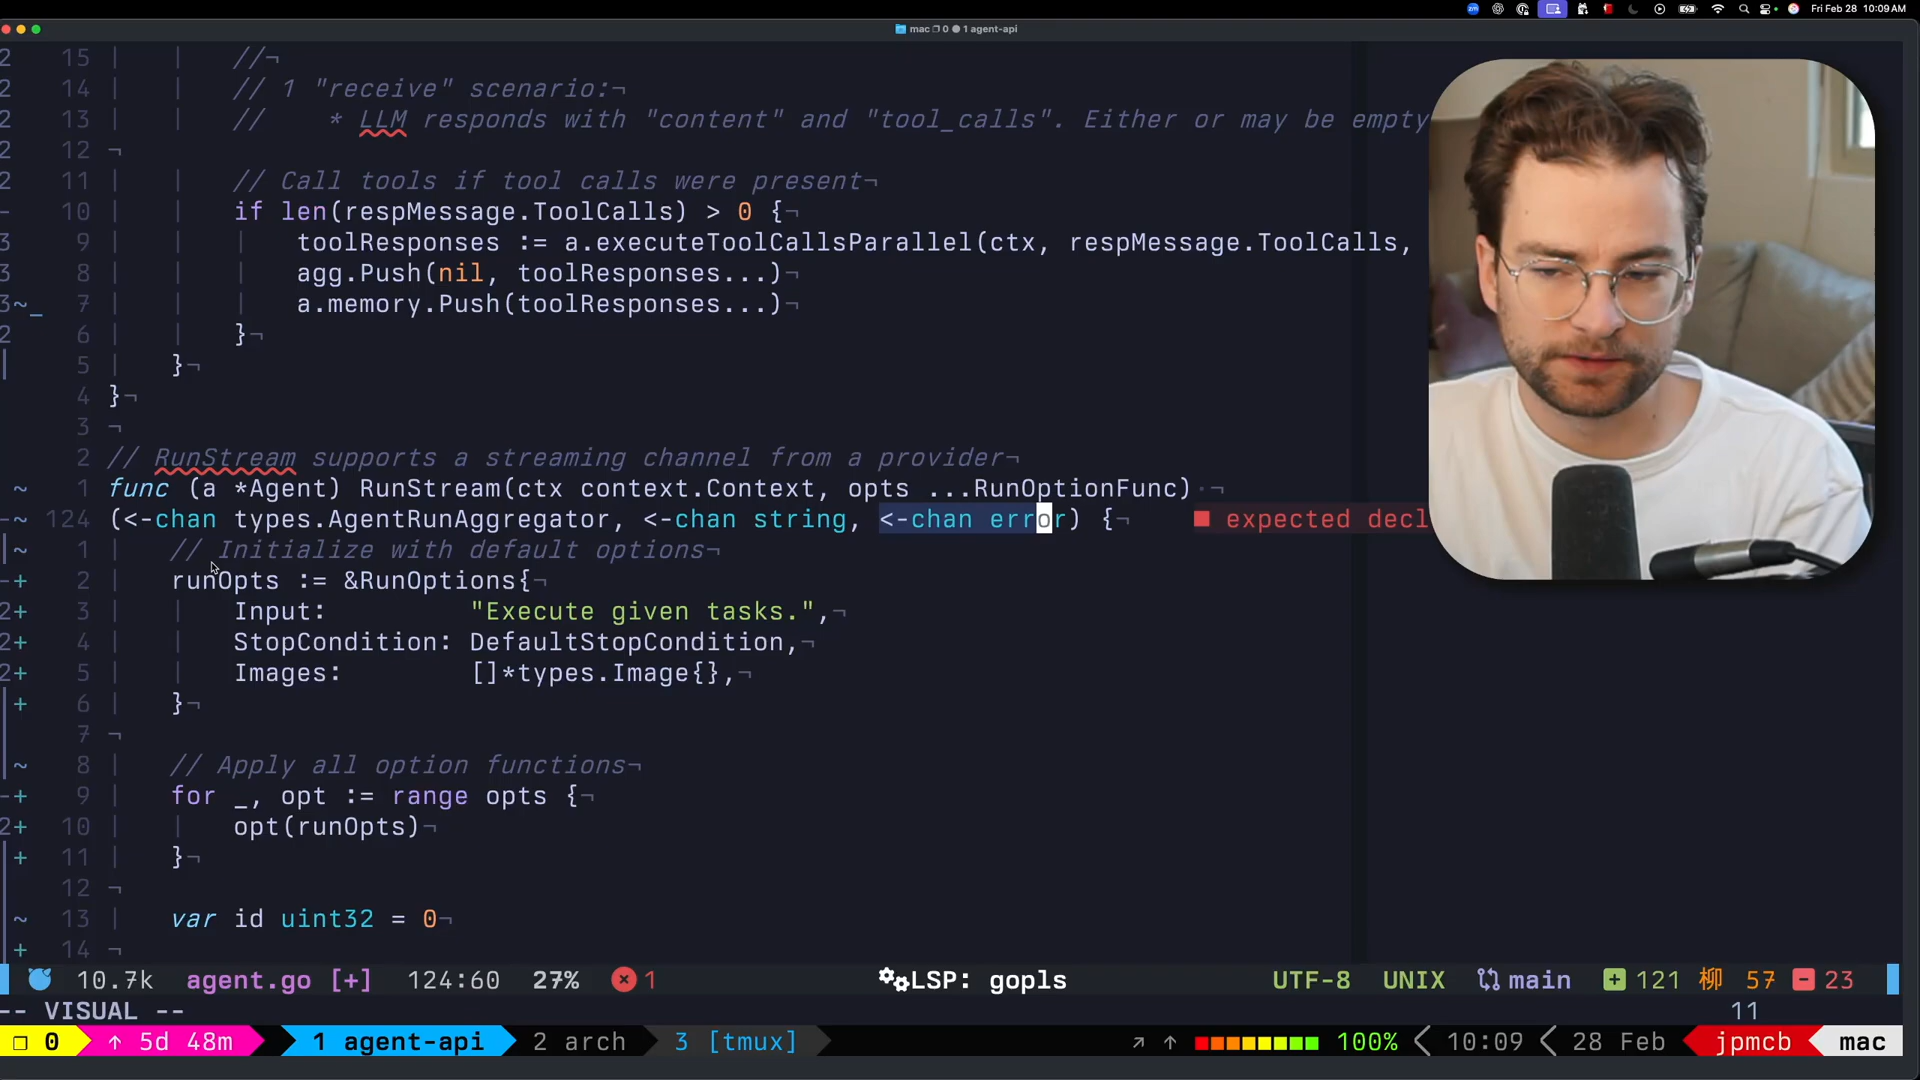 Fri Feb 28 10:09 AM
mac 0 1 agent-api
2 15 //¬
2 14 // 1 "receive" scenario:¬
2 13 // * LLM responds with "content" and "tool_calls". Either or may be empty
2 12 ¬
2 11 // Call tools if tool calls were present¬
- 10 if len(respMessage.ToolCalls) > 0 {¬
3 9 toolResponses := a.executeToolCallsParallel(ctx, respMessage.ToolCalls,
3 8 agg.Push(nil, toolResponses...)¬
3~_ 7 a.memory.Push(toolResponses...)¬
2 6 }¬
5 }¬
4 }¬
3 ¬
2 // RunStream supports a streaming channel from a provider¬
~ 1 func (a *Agent) RunStream(ctx context.Context, opts ...RunOptionFunc)·¬
-~ 124 (<-chan types.AgentRunAggregator, <-chan string, <-chan error) {¬ ■ expected decl
~ 1 // Initialize with default options¬
-+ 2 runOpts := &RunOptions{¬
2+ 3 Input: "Execute given tasks.",¬
2+ 4 StopCondition: DefaultStopCondition,¬
2+ 5 Images: []*types.Image{},¬
+ 6 }¬
7 ¬
~ 8 // Apply all option functions¬
-+ 9 for _, opt := range opts {¬
2+ 10 opt(runOpts)¬
+ 11 }¬
12 ¬
~ 13 var id uint32 = 0¬
+ 14 ¬
10.7k agent.go [+] 124:60 27% 1 LSP: gopls UTF-8 UNIX main 121 柳 57 23
-- VISUAL -- 11
0 ↑ 5d 48m 1 agent-api 2 arch 3 [tmux] ↗ ↑ 100% 10:09 28 Feb jpmcb mac